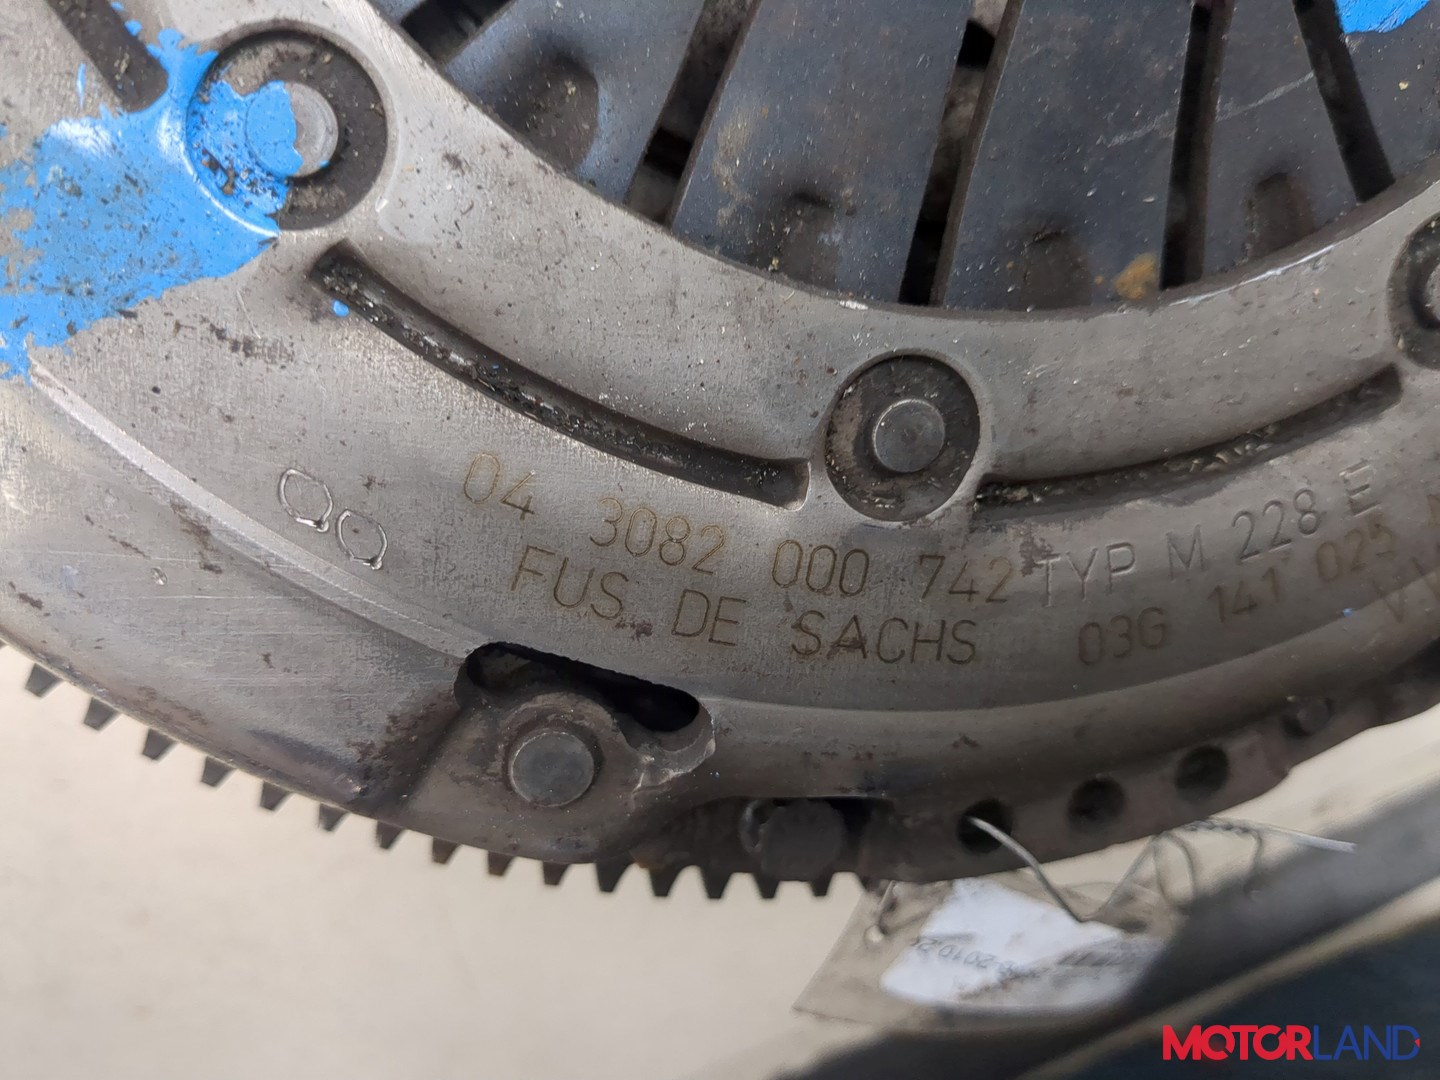 04 3082 000 742 TYP M 228 E
FUS DE SACHS 03G 141 025
MOTORLAND